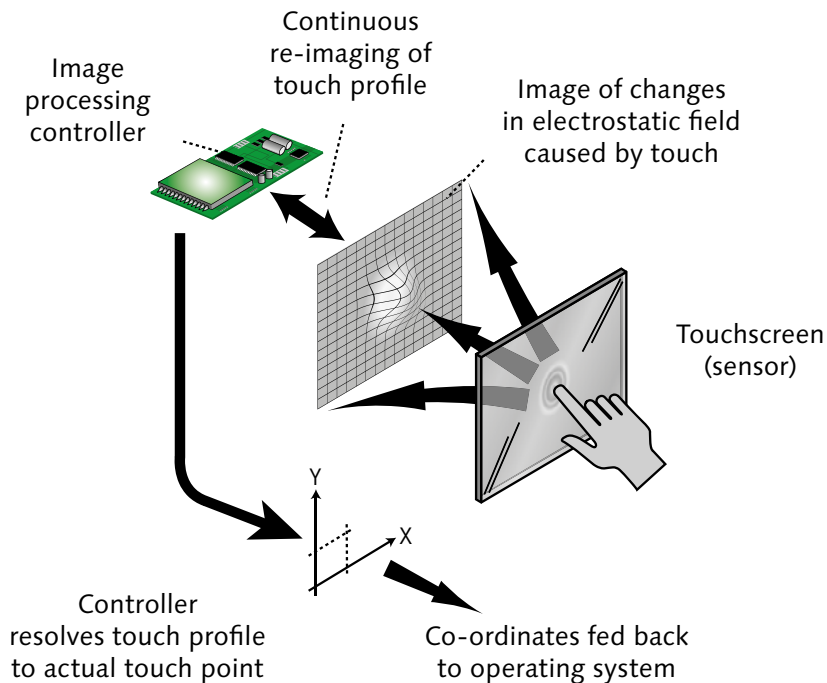 Continuous
re-imaging of
touch profile
Image
processing
controller
Image of changes
in electrostatic field
caused by touch
Touchscreen
(sensor)
Y
X
Controller
resolves touch profile
to actual touch point
Co-ordinates fed back
to operating system